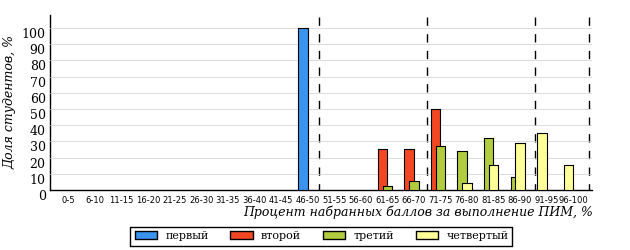 Доля студентов, %
100
90
80
70
60
50
40
30
20
10
0
0-5 6-10 11-15 16-20 21-25 26-30 31-35 36-40 41-45 46-50 51-55 56-60 61-65 66-70 71-75 76-80 81-85 86-90 91-95 96-100
Процент набранных баллов за выполнение ПИМ, %
первый второй третий четвертый